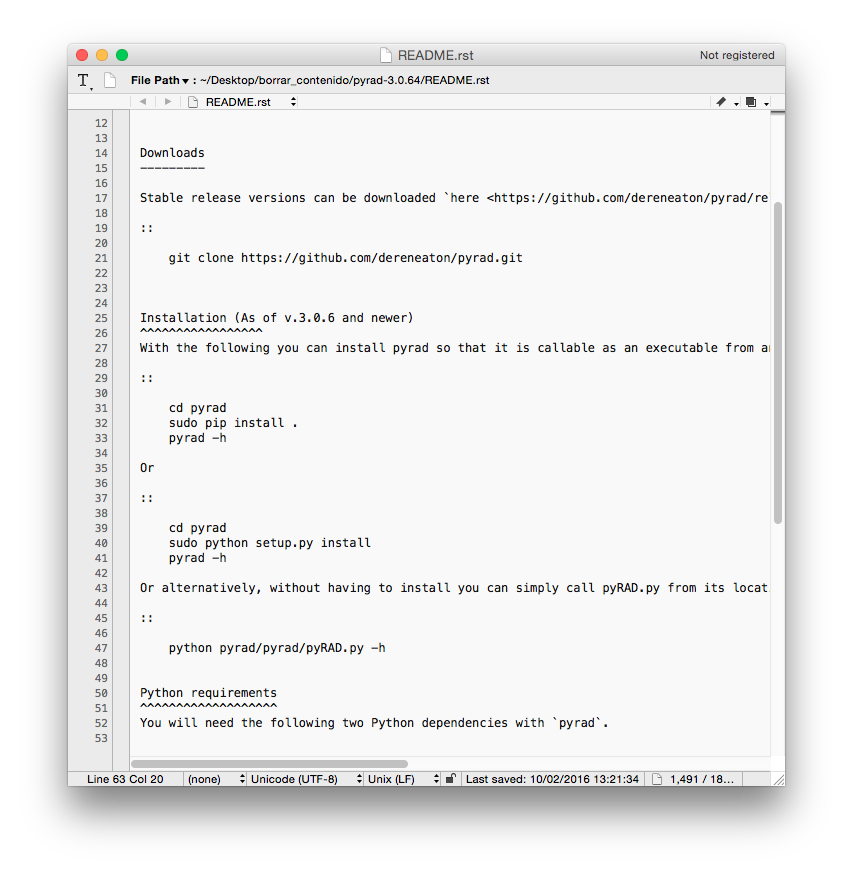 README.rst
Not registered
File Path : ~/Desktop/borrar_contenido/pyrad-3.0.64/README.rst
README.rst
12
13
14 Downloads
15 ---------
16
17 Stable release versions can be downloaded `here <https://github.com/dereneaton/pyrad/re
18
19 ::
20
21 git clone https://github.com/dereneaton/pyrad.git
22
23
24
25 Installation (As of v.3.0.6 and newer)
26 ^^^^^^^^^^^^^^^^^
27 With the following you can install pyrad so that it is callable as an executable from a
28
29 ::
30
31 cd pyrad
32 sudo pip install .
33 pyrad -h
34
35 Or
36
37 ::
38
39 cd pyrad
40 sudo python setup.py install
41 pyrad -h
42
43 Or alternatively, without having to install you can simply call pyRAD.py from its locat
44
45 ::
46
47 python pyrad/pyrad/pyRAD.py -h
48
49
50 Python requirements
51 ^^^^^^^^^^^^^^^^^^^
52 You will need the following two Python dependencies with `pyrad`.
53
Line 63 Col 20 (none) Unicode (UTF-8) Unix (LF) Last saved: 10/02/2016 13:21:34 1,491 / 18...